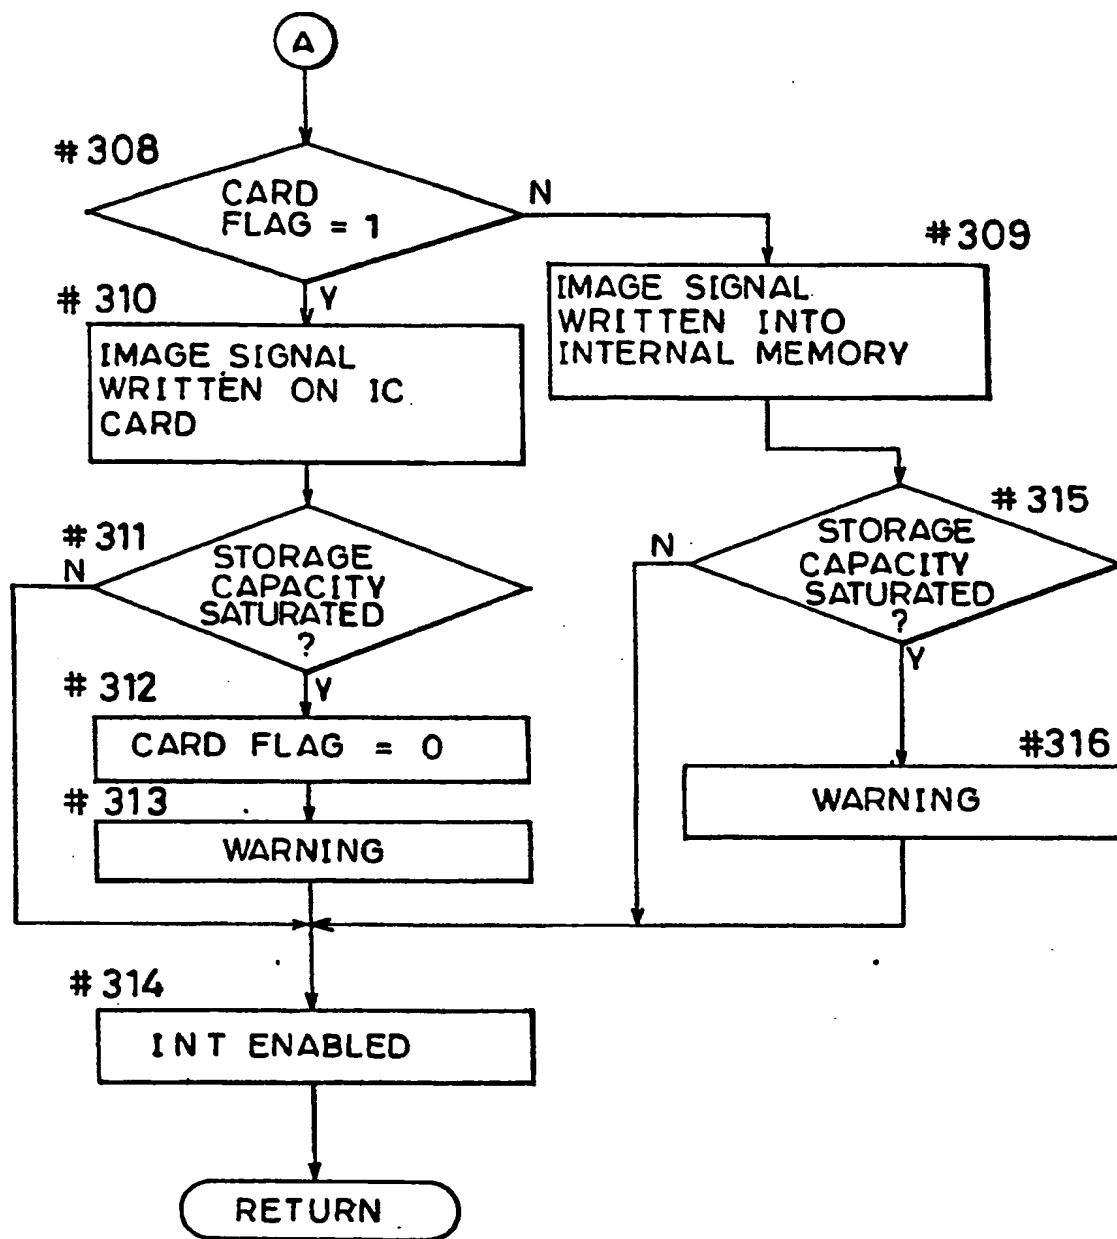 A
#308
CARD
FLAG = 1
N
Y
#309
IMAGE SIGNAL
WRITTEN INTO
INTERNAL MEMORY
#310
IMAGE SIGNAL
WRITTEN ON IC
CARD
#311
N
STORAGE
CAPACITY
SATURATED
?
Y
#315
N
STORAGE
CAPACITY
SATURATED
?
Y
#312
CARD FLAG = 0
#313
WARNING
#316
WARNING
#314
INT ENABLED
RETURN